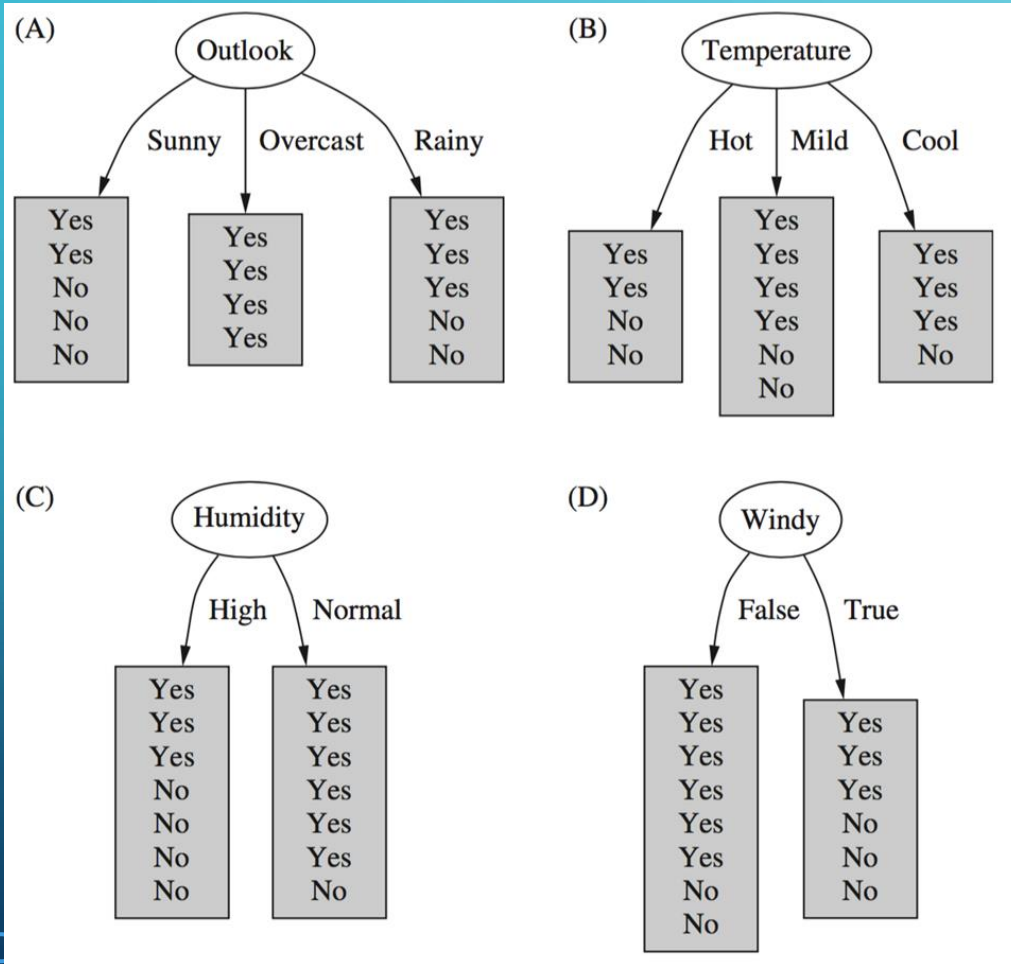 (A)
Outlook
Sunny
Overcast
Rainy
Yes
Yes
No
No
No
Yes
Yes
Yes
Yes
Yes
Yes
Yes
No
No
(B)
Temperature
Hot
Mild
Cool
Yes
Yes
No
No
Yes
Yes
Yes
Yes
No
No
Yes
Yes
Yes
No
(C)
Humidity
High
Normal
Yes
Yes
Yes
No
No
No
No
Yes
Yes
Yes
Yes
Yes
Yes
No
(D)
Windy
False
True
Yes
Yes
Yes
Yes
Yes
Yes
No
No
Yes
Yes
Yes
No
No
No